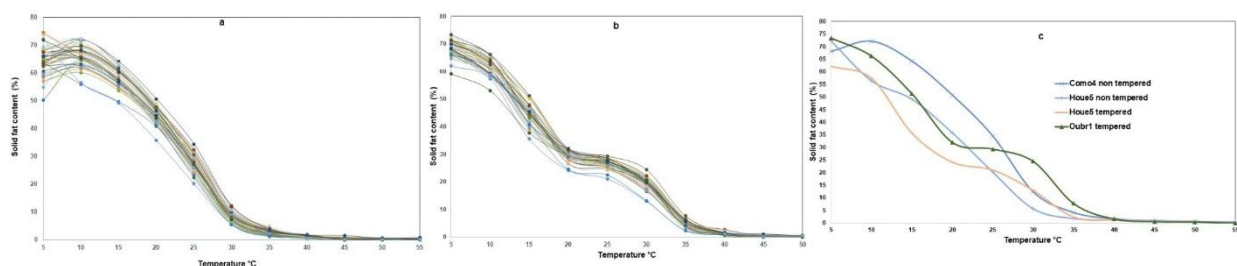 a
Solid fat content (%)
80
70
60
50
40
30
20
10
0
5 10 15 20 25 30 35 40 45 50 55
Temperature °C
b
Solid fat content (%)
80
70
60
50
40
30
20
10
0
5 10 15 20 25 30 35 40 45 50
Temperature °C
c
Solid fat content (%)
80
75
70
65
60
55
50
45
40
35
30
25
20
15
10
5
0
5 10 15 20 25 30 35 40 45 50 55
Temperature °C
Como4 non tempered
Houe5 non tempered
Houe5 tempered
Oubr1 tempered